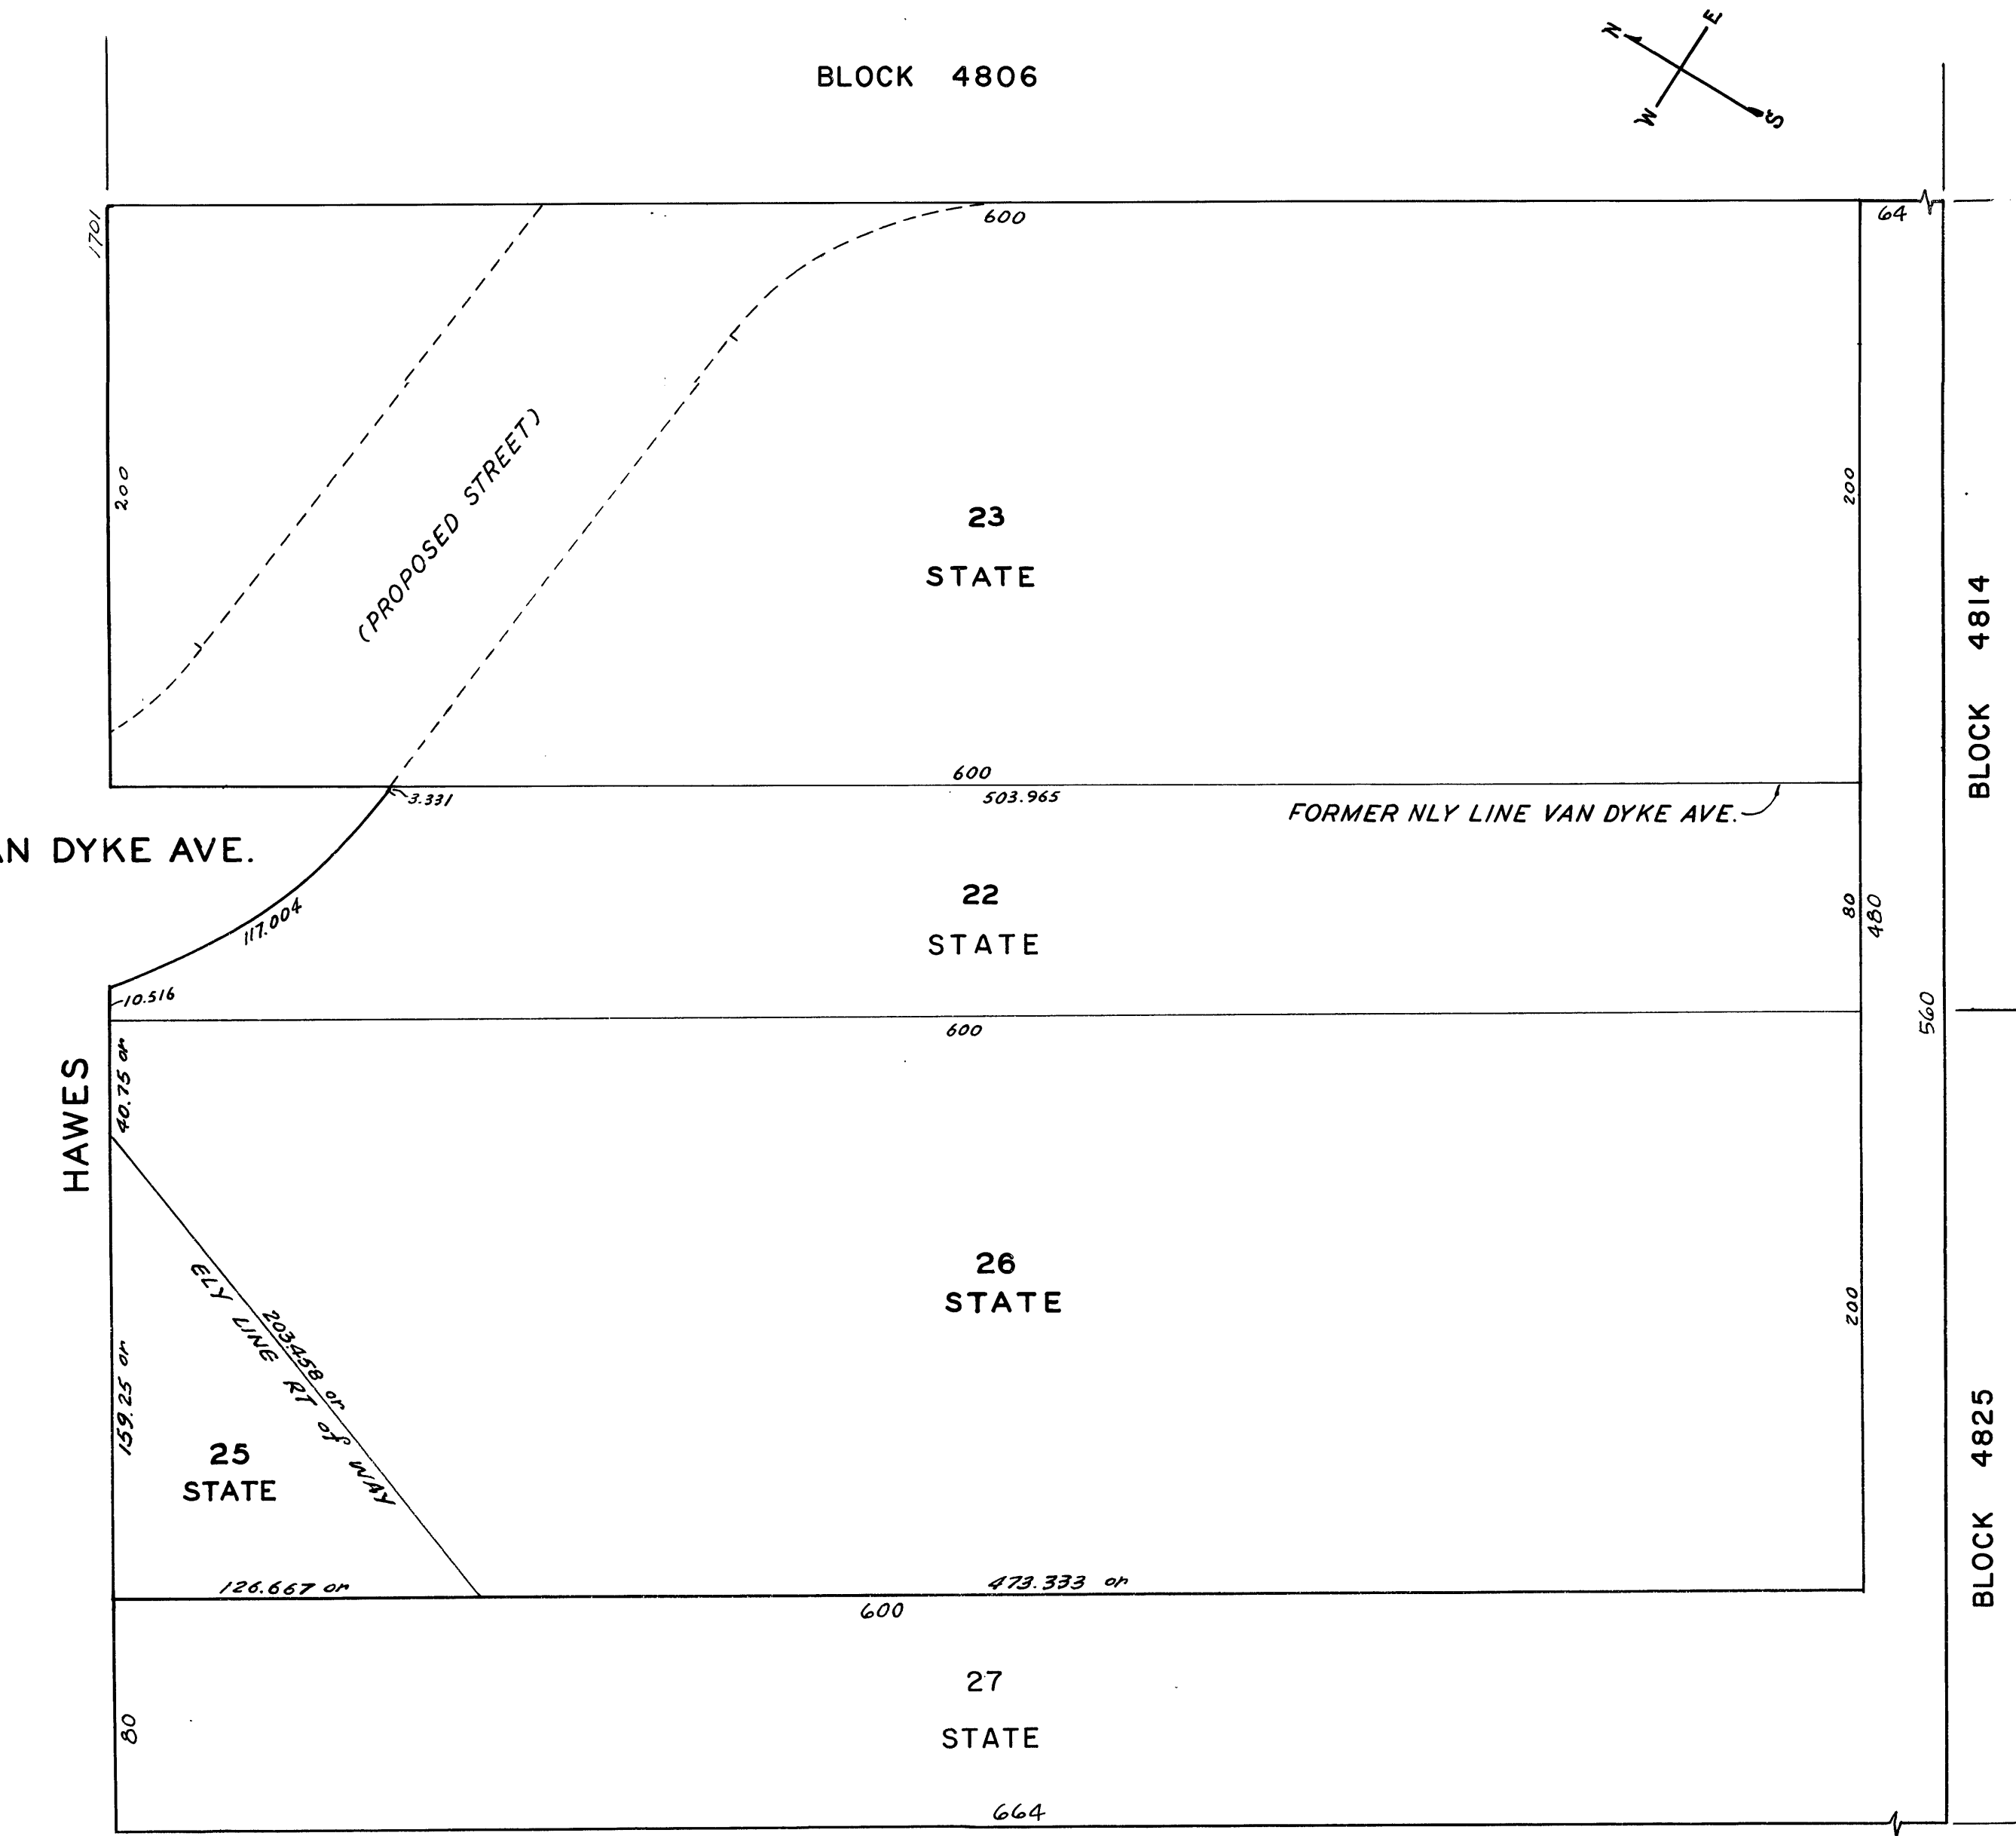 BLOCK 4806
N
E
W
S
1701
600
64
200
(PROPOSED STREET)
23
STATE
200
BLOCK 4814
600
3.331
503.965
FORMER NLY LINE VAN DYKE AVE.
AN DYKE AVE.
117.004
22
STATE
80
480
10.516
600
560
HAWES
40.75 or
ELY LINE RT of WAY
203.458 or
26
STATE
200
159.25 or
25
STATE
BLOCK 4825
126.667 or
473.333 or
600
27
STATE
80
664